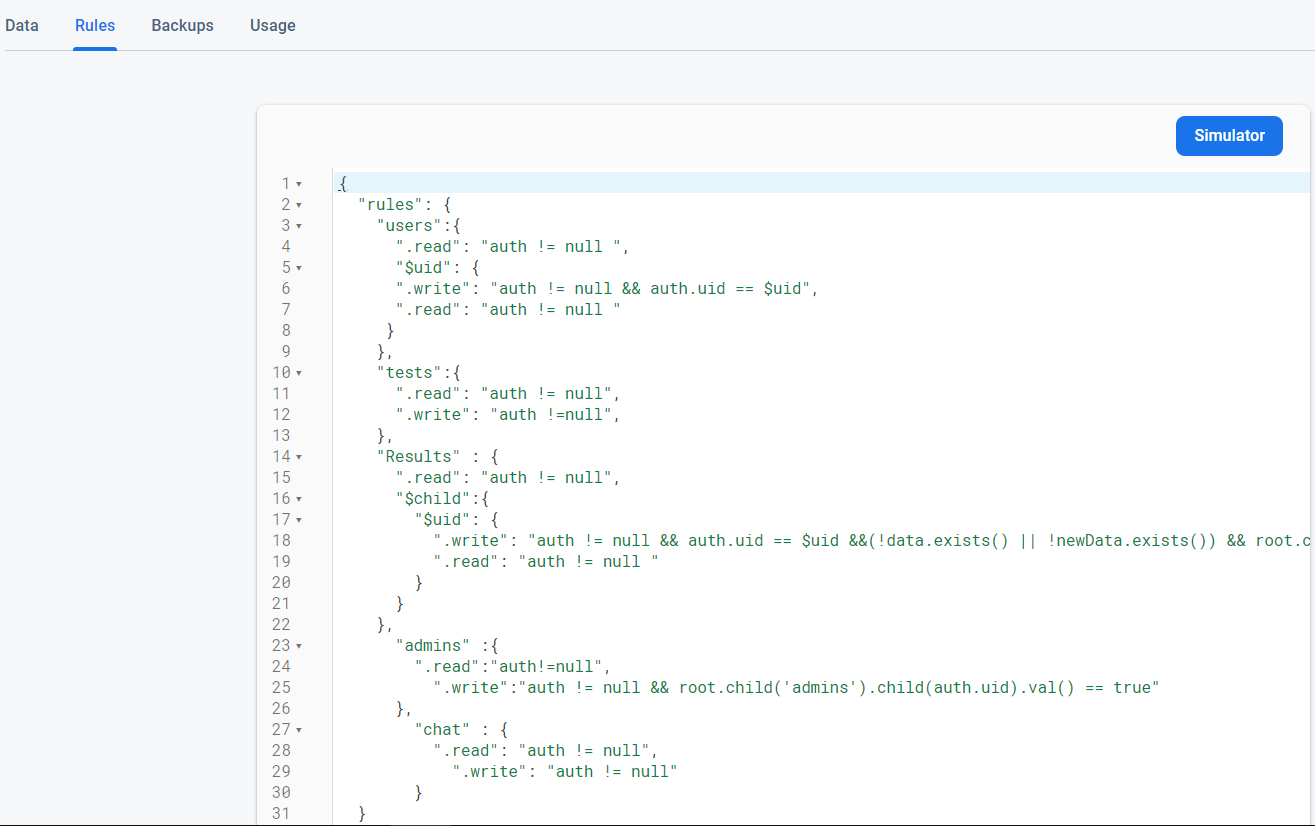 Data Rules Backups Usage
Simulator
1 {
2 "rules": {
3 "users":{
4 ".read": "auth != null ",
5 "$uid": {
6 ".write": "auth != null && auth.uid == $uid",
7 ".read": "auth != null "
8 }
9 },
10 "tests":{
11 ".read": "auth != null",
12 ".write": "auth !=null",
13 },
14 "Results" : {
15 ".read": "auth != null",
16 "$child":{
17 "$uid": {
18 ".write": "auth != null && auth.uid == $uid &&(!data.exists() || !newData.exists()) && root.c
19 ".read": "auth != null "
20 }
21 }
22 },
23 "admins" :{
24 ".read":"auth!=null",
25 ".write":"auth != null && root.child('admins').child(auth.uid).val() == true"
26 },
27 "chat" : {
28 ".read": "auth != null",
29 ".write": "auth != null"
30 }
31 }